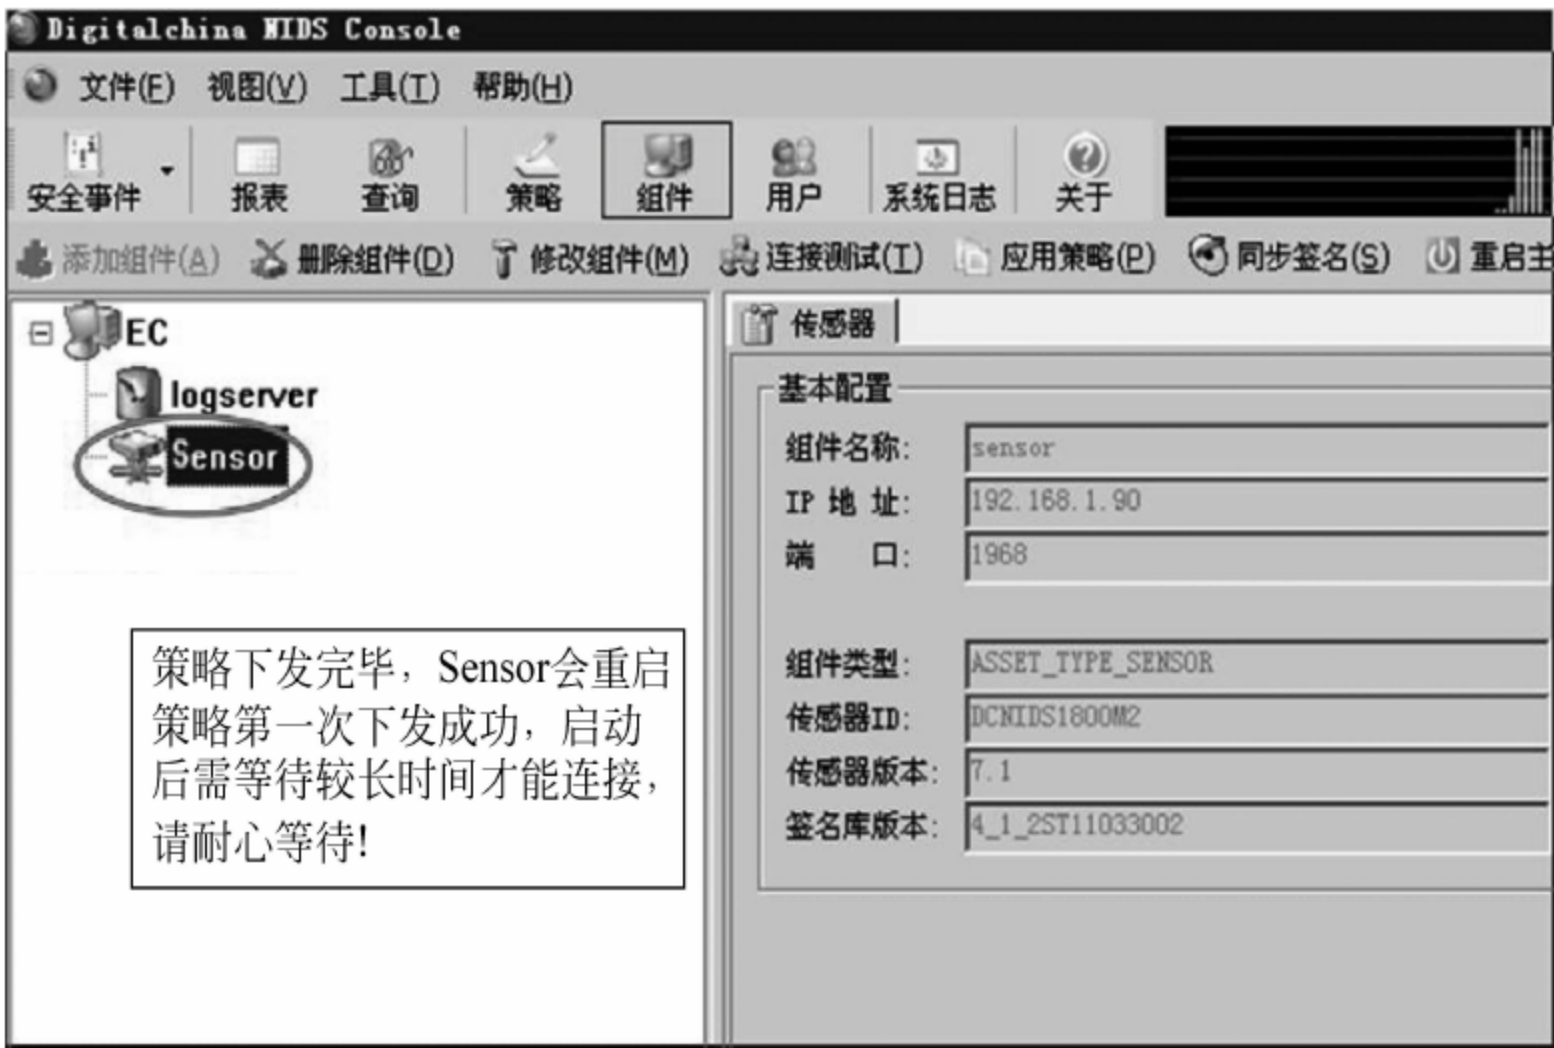 Digitalchina NIDS Console
文件(F) 视图(V) 工具(T) 帮助(H)
安全事件 报表 查询 策略 组件 用户 系统日志 关于
添加组件(A) 删除组件(D) 修改组件(M) 连接测试(T) 应用策略(P) 同步签名(S) 重启主
EC
logserver
Sensor
策略下发完毕，Sensor会重启
策略第一次下发成功，启动
后需等待较长时间才能连接，
请耐心等待!
传感器
基本配置
组件名称: sensor
IP 地 址: 192.168.1.90
端 口: 1968
组件类型: ASSET_TYPE_SENSOR
传感器ID: DCNIDS1800M2
传感器版本: 7.1
签名库版本: 4_1_2ST11033002